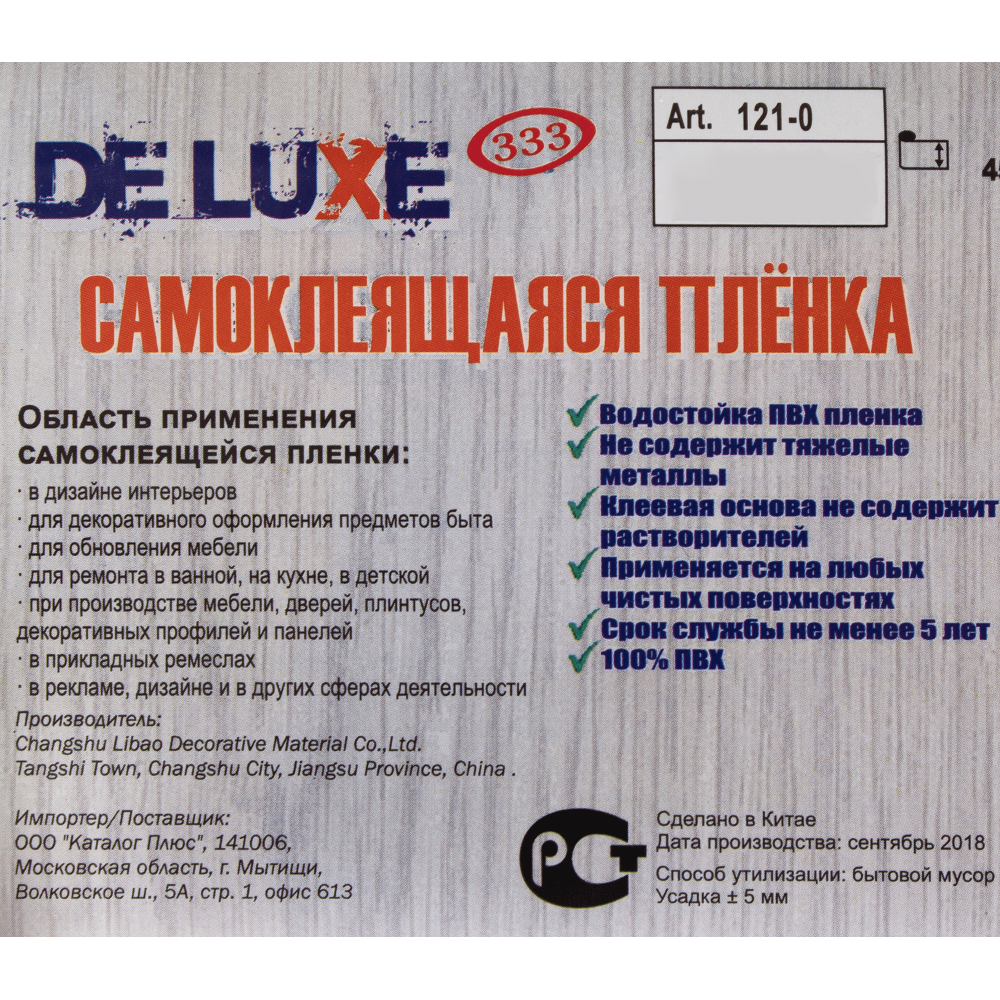 DE LUXE 333
Art. 121-0
САМОКЛЕЯЩАЯСЯ ПЛЁНКА
ОБЛАСТЬ ПРИМЕНЕНИЯ
САМОКЛЕЯЩЕЙСЯ ПЛЕНКИ:
· в дизайне интерьеров
· для декоративного оформления предметов быта
· для обновления мебели
· для ремонта в ванной, на кухне, в детской
· при производстве мебели, дверей, плинтусов,
декоративных профилей и панелей
· в прикладных ремеслах
· в рекламе, дизайне и в других сферах деятельности
Водостойка ПВХ пленка
Не содержит тяжелые
металлы
Клеевая основа не содержит
растворителей
Применяется на любых
чистых поверхностях
Срок службы не менее 5 лет
100% ПВХ
Производитель:
Changshu Libao Decorative Material Co.,Ltd.
Tangshi Town, Changshu City, Jiangsu Province, China .
Импортер/Поставщик:
ООО "Каталог Плюс", 141006,
Московская область, г. Мытищи,
Волковское ш., 5А, стр. 1, офис 613
РСТ
Сделано в Китае
Дата производства: сентябрь 2018
Способ утилизации: бытовой мусор
Усадка ± 5 мм